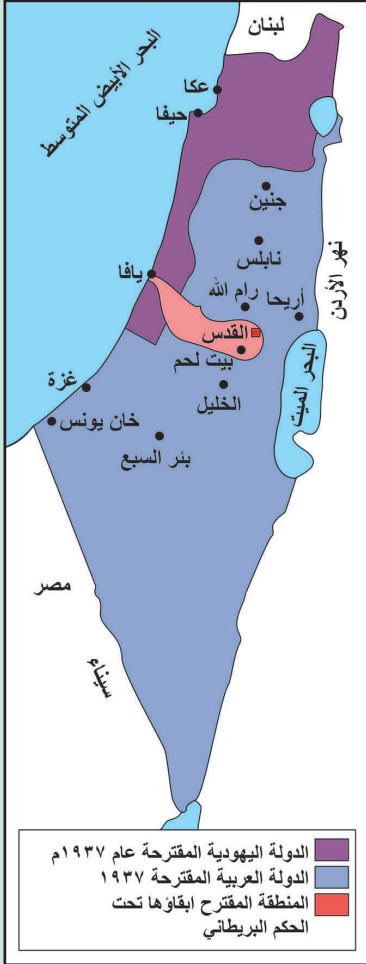 لبنان
البحر الأبيض المتوسط
عكا
حيفا
جنين
نابلس
نهر الأردن
يافا
رام الله
أريحا
القدس
بيت لحم
البحر الميت
غزة
الخليل
خان يونس
بئر السبع
مصر
سيناء
الدولة اليهودية المقترحة عام ١٩٣٧م
الدولة العربية المقترحة ١٩٣٧
المنطقة المقترح ابقاؤها تحت
الحكم البريطاني